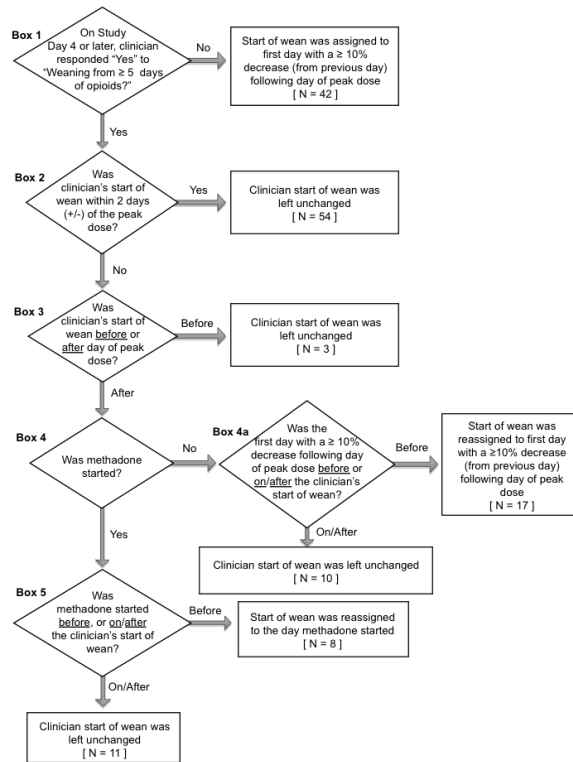 Box 1
On Study
Day 4 or later, clinician
responded “Yes” to
“Weaning from ≥ 5 days
of opioids?”
No
Start of wean was assigned to
first day with a ≥ 10%
decrease (from previous day)
following day of peak dose
[ N = 42 ]
Yes
Box 2
Was
clinician’s start of
wean within 2 days
(+/-) of the peak
dose?
Yes
Clinician start of wean was
left unchanged
[ N = 54 ]
No
Box 3
Was
clinician’s start of
wean before or
after day of peak
dose?
Before
Clinician start of wean was
left unchanged
[ N = 3 ]
After
Box 4
Was methadone
started?
No
Box 4a
Was the
first day with a ≥ 10%
decrease following day
of peak dose before or
on/after the clinician’s
start of wean?
Before
Start of wean was
reassigned to first day
with a ≥10% decrease
(from previous day)
following day of peak
dose
[ N = 17 ]
On/After
Clinician start of wean was left unchanged
[ N = 10 ]
Yes
Box 5
Was
methadone started
before, or on/after
the clinician’s start of
wean?
Before
Start of wean was reassigned
to the day methadone started
[ N = 8 ]
On/After
Clinician start of wean was
left unchanged
[ N = 11 ]